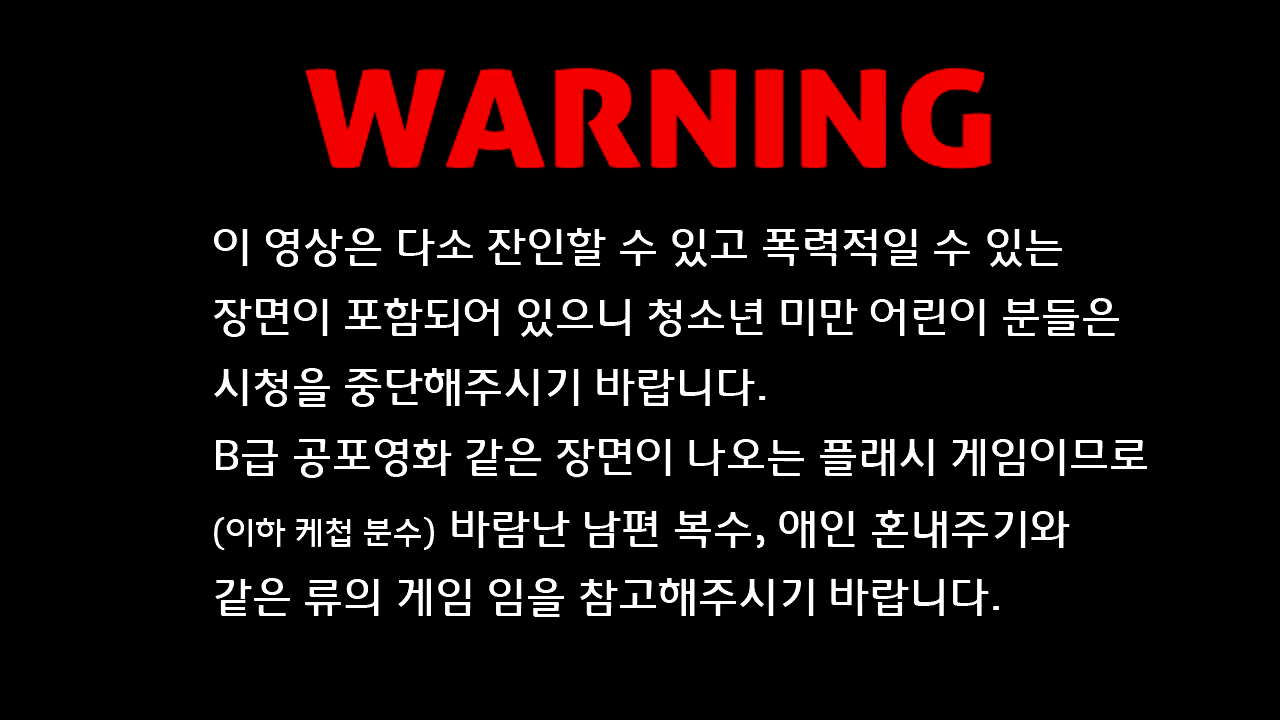 WARNING
이 영상은 다소 잔인할 수 있고 폭력적일 수 있는
장면이 포함되어 있으니 청소년 미만 어린이 분들은
시청을 중단해주시기 바랍니다.
B급 공포영화 같은 장면이 나오는 플래시 게임이므로
(이하 케첩 분수) 바람난 남편 복수, 애인 혼내주기와
같은 류의 게임 임을 참고해주시기 바랍니다.